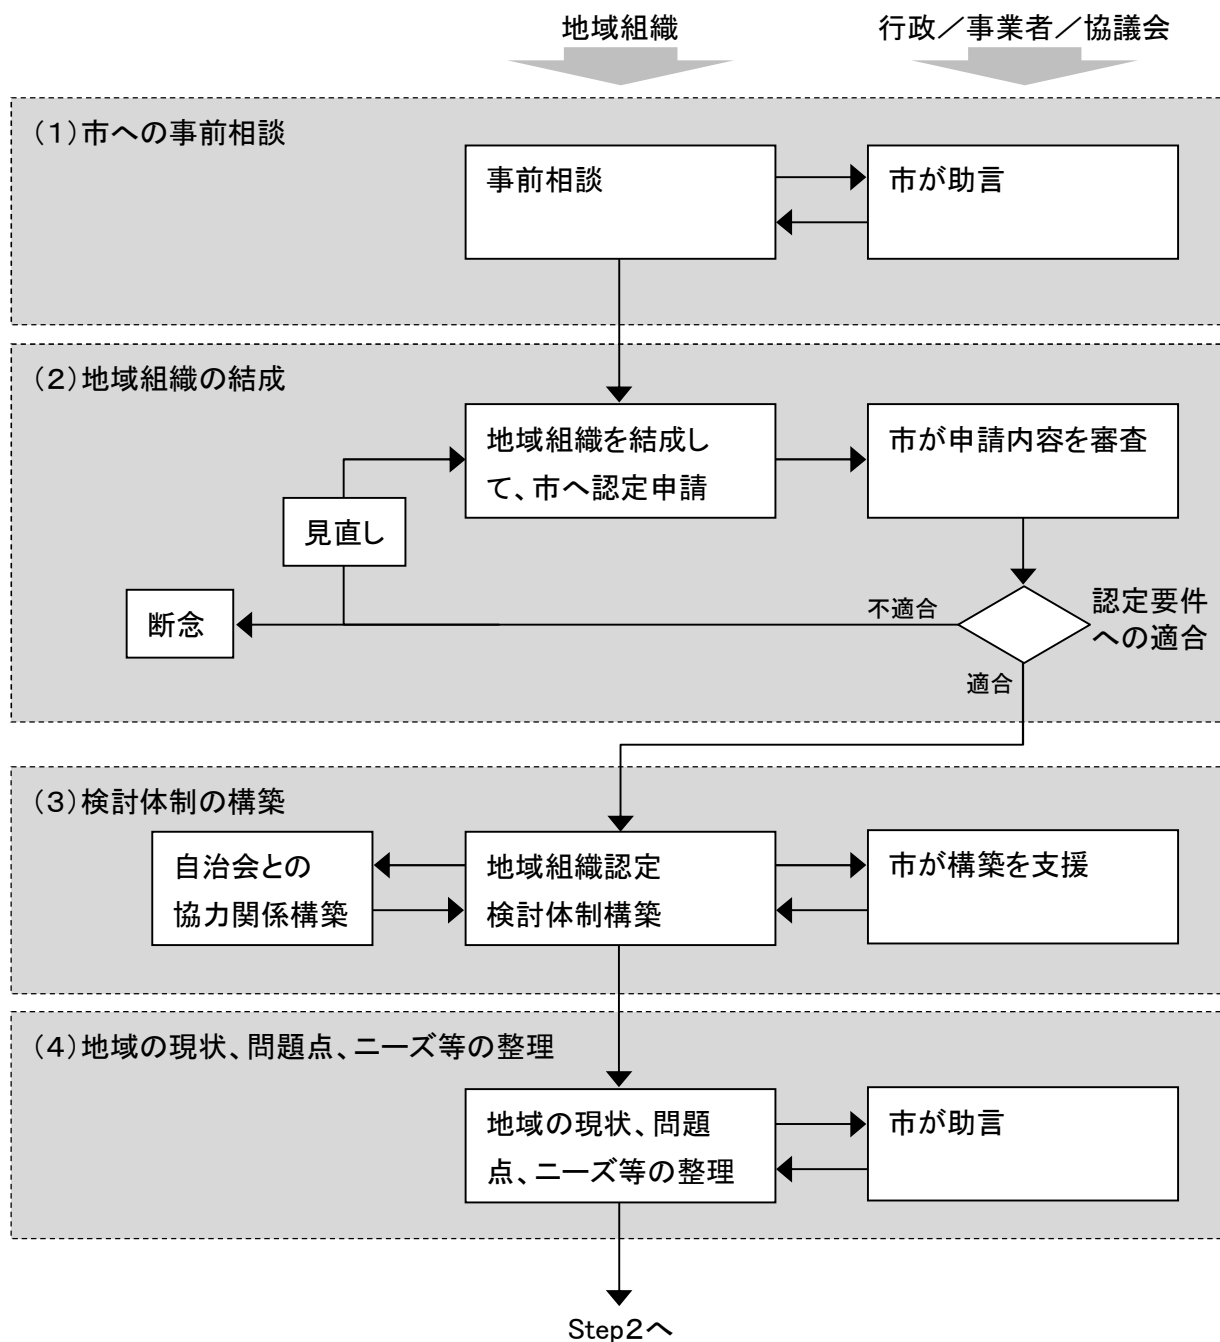 地域組織
行政／事業者／協議会
（１）市への事前相談
事前相談
市が助言
（２）地域組織の結成
地域組織を結成し
て、市へ認定申請
市が申請内容を審査
見直し
断念
不適合
認定要件
への適合
適合
（３）検討体制の構築
自治会との
協力関係構築
地域組織認定
検討体制構築
市が構築を支援
（４）地域の現状、問題点、ニーズ等の整理
地域の現状、問題
点、ニーズ等の整理
市が助言
Step２へ